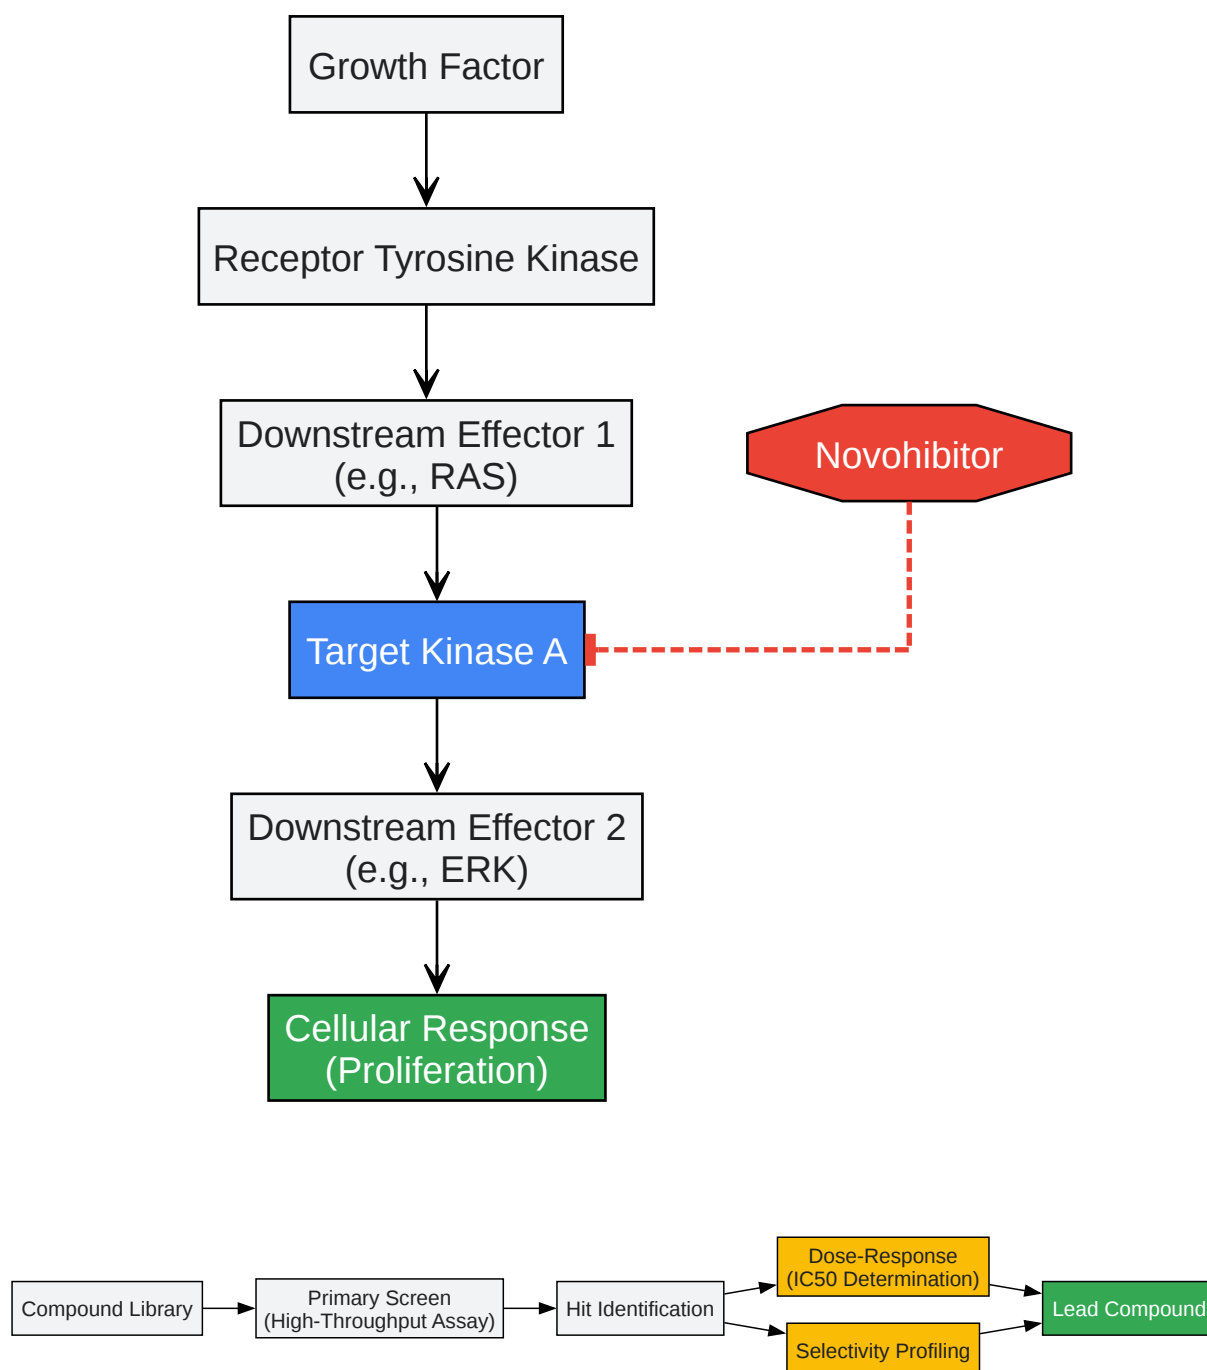 Growth Factor
Receptor Tyrosine Kinase
Downstream Effector 1
(e.g., RAS)
Novohibitor
Target Kinase A
Downstream Effector 2
(e.g., ERK)
Cellular Response
(Proliferation)
Compound Library
Primary Screen
(High-Throughput Assay)
Hit Identification
Dose-Response
(IC50 Determination)
Selectivity Profiling
Lead Compound